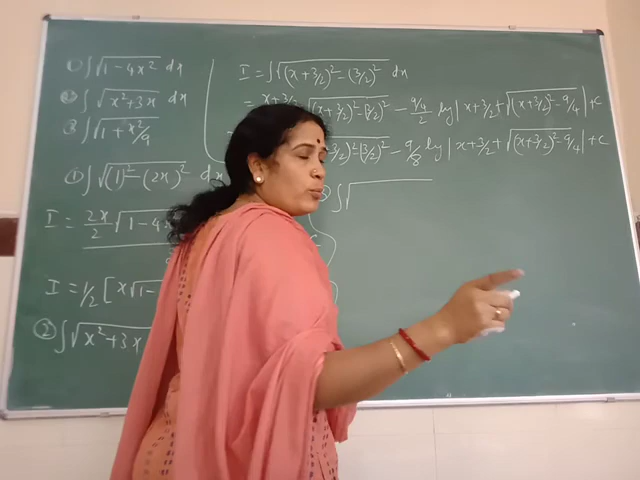 ① ∫√(1-4x²) dx
② ∫√(x²+3x) dx
③ ∫√(1+x²/9)
① ∫√((1)²-(2x)²) dx
I = 2x/2 √(1-4
I = 1/2 [x√(1-
② ∫√(x²+3x
I = ∫√((x+3/2)²-(3/2)²) dx
= x+3/2 √((x+3/2)²-(3/2)²) - 9/4/2 log|x+3/2+√((x+3/2)²-9/4)|+c
3/2)²-(3/2)² - 9/8 log|x+3/2+√((x+3/2)²-9/4)|+c
∫√